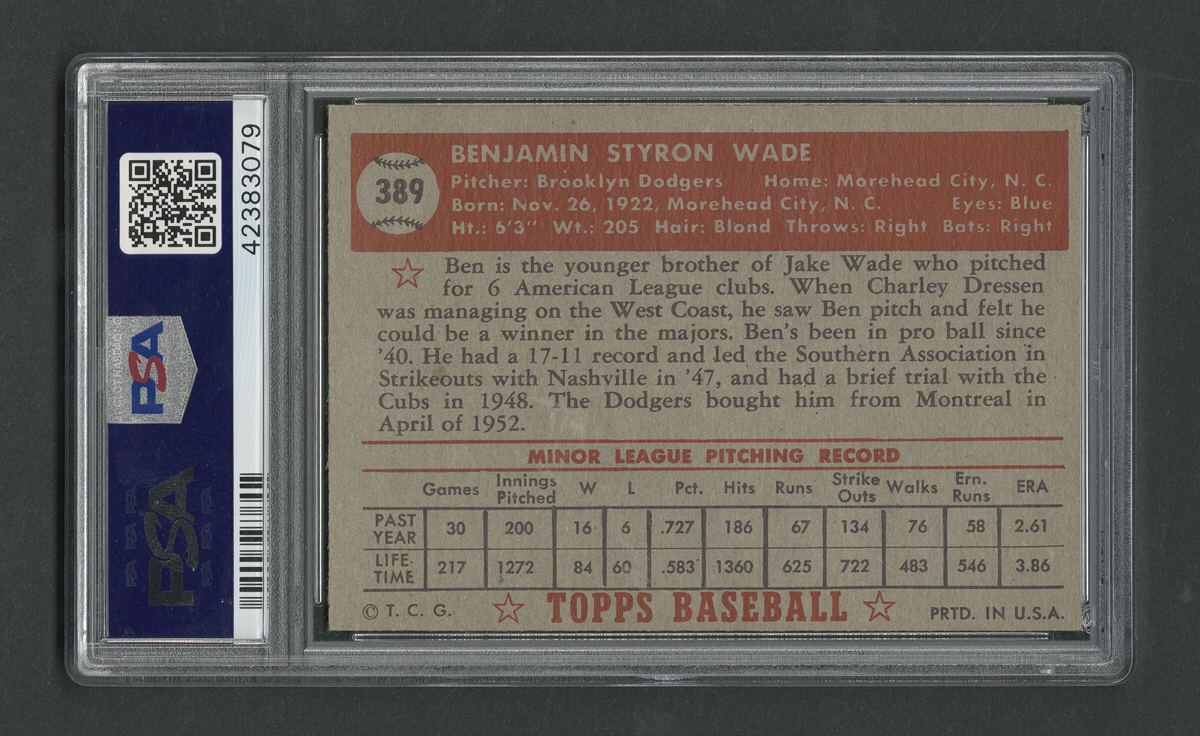 42383079
PSA
PSA
389
BENJAMIN STYRON WADE
Pitcher: Brooklyn Dodgers Home: Morehead City, N. C.
Born: Nov. 26, 1922, Morehead City, N. C. Eyes: Blue
Ht.: 6'3" Wt.: 205 Hair: Blond Throws: Right Bats: Right
Ben is the younger brother of Jake Wade who pitched
for 6 American League clubs. When Charley Dressen
was managing on the West Coast, he saw Ben pitch and felt he
could be a winner in the majors. Ben's been in pro ball since
'40. He had a 17-11 record and led the Southern Association in
Strikeouts with Nashville in '47, and had a brief trial with the
Cubs in 1948. The Dodgers bought him from Montreal in
April of 1952.
MINOR LEAGUE PITCHING RECORD
Games Innings Pitched W L Pct. Hits Runs Strike Outs Walks Ern. Runs ERA
PAST YEAR 30 200 16 6 .727 186 67 134 76 58 2.61
LIFE-TIME 217 1272 84 60 .583 1360 625 722 483 546 3.86
© T. C. G. TOPPS BASEBALL PRTD. IN U.S.A.